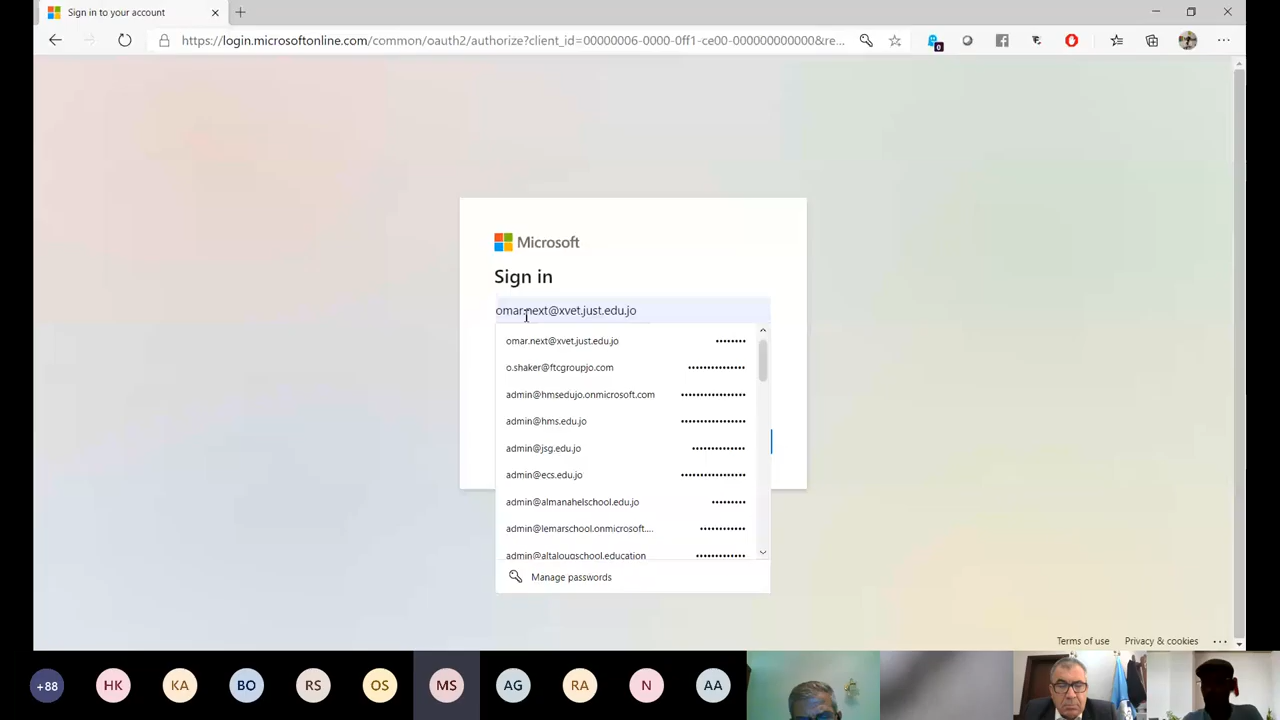 Sign in to your account
https://login.microsoftonline.com/common/oauth2/authorize?client_id=00000006-0000-0ff1-ce00-000000000000&re...
0
Microsoft
Sign in
omar.next@xvet.just.edu.jo
omar.next@xvet.just.edu.jo ••••••••
o.shaker@ftcgroupjo.com •••••••••••••••
admin@hmsedujo.onmicrosoft.com •••••••••••••••••
admin@hms.edu.jo •••••••••••••••••
admin@jsg.edu.jo ••••••••••••••
admin@ecs.edu.jo •••••••••••••••••
admin@almanahelschool.edu.jo •••••••••
admin@lemarschool.onmicrosoft.... ••••••••••••
admin@altalouqschool.education •••••••••••••
Manage passwords
Terms of use Privacy & cookies ...
+88 HK KA BO RS OS MS AG RA N AA